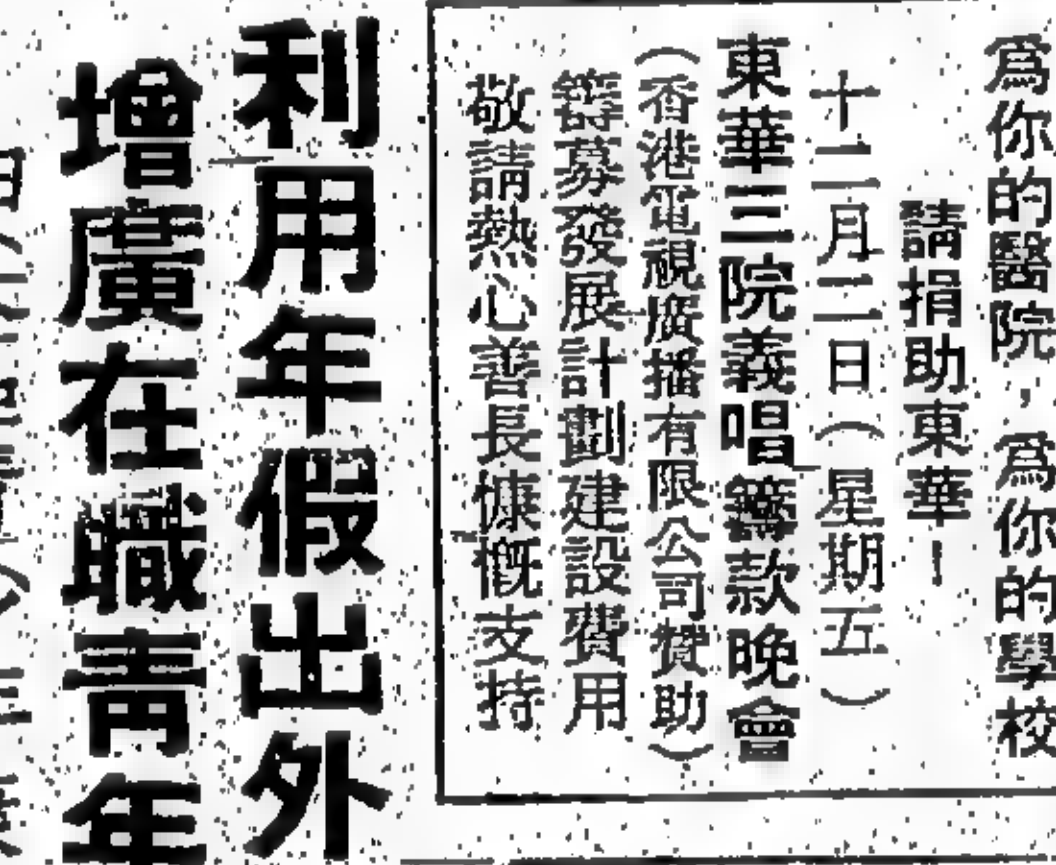 爲你的醫院，爲你的學校
請捐助東華！
十二月二日（星期五）
東華三院義唱籌款晚會
（香港電視廣播有限公司贊助）
籌募發展計劃建設費用
敬請熱心善長慷慨支持
利用年假出外
增廣在職青年